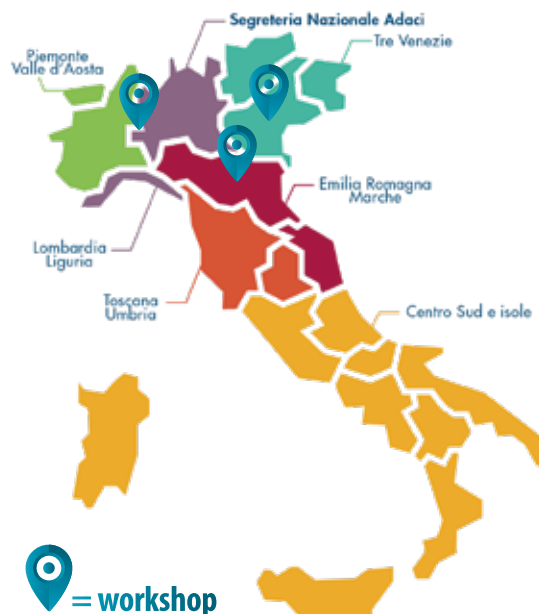 Segreteria Nazionale Adaci
Tre Venezie
Piemonte
Valle d'Aosta
Emilia Romagna
Marche
Lombardia
Liguria
Toscana
Umbria
Centro Sud e isole
= workshop